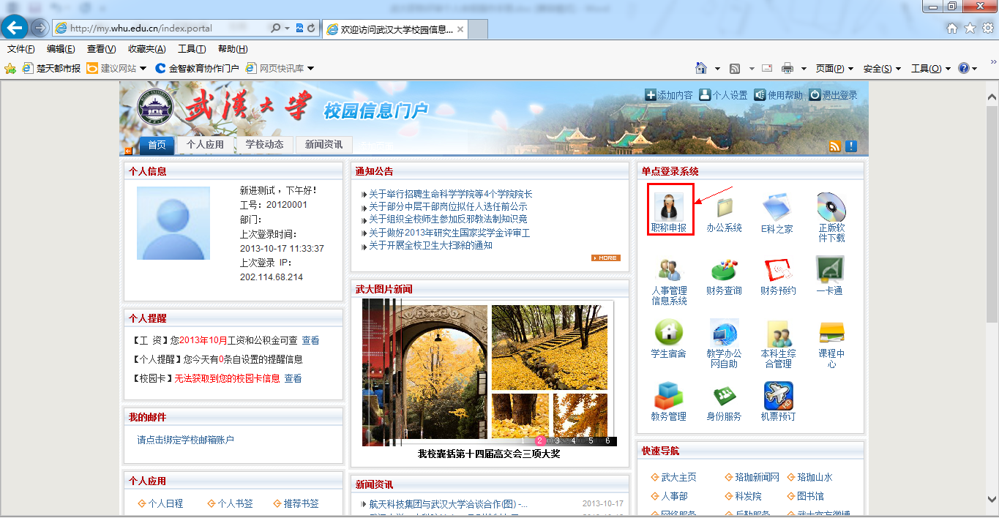 http://my.whu.edu.cn/index.portal
欢迎访问武汉大学校园信息...
文件(F) 编辑(E) 查看(V) 收藏夹(A) 工具(T) 帮助(H)
楚天都市报 建议网站 金智教育协作门户 网页快讯库
页面(P) 安全(S) 工具(O)
武漢大学 校园信息门户
添加内容 个人设置 使用帮助 退出登录
首页 个人应用 学校动态 新闻资讯
个人信息
新进测试，下午好!
工号：20120001
部门：
上次登录时间：
2013-10-17 11:33:37
上次登录 IP：
202.114.68.214
个人提醒
【工 资】您2013年10月工资和公积金可查 查看
【个人提醒】您今天有0条自设置的提醒信息
【校园卡】无法获取到您的校园卡信息 查看
我的邮件
请点击绑定学校邮箱账户
个人应用
个人日程 个人书签 推荐书签
通知公告
关于举行招聘生命科学学院等4个学院院长
关于部分中层干部岗位拟任人选任前公示
关于组织全校师生参加反邪教法制知识竞
关于做好2013年研究生国家奖学金评审工
关于开展全校卫生大扫除的通知
MORE
武大图片新闻
1 2 3 4 5 6
我校囊括第十四届高交会三项大奖
新闻资讯
航天科技集团与武汉大学洽谈合作(图) -... 2013-10-17
单点登录系统
职称申报 办公系统 E科之家 正版软
件下载
人事管理
信息系统 财务查询 财务预约 一卡通
学生宿舍 教学办公
网自助 本科生综
合管理 课程中
心
教务管理 身份服务 机票预订
快速导航
武大主页 珞珈新闻网 珞珈山水
人事部 科发院 图书馆
网络服务 后勤服务 武大官方微博